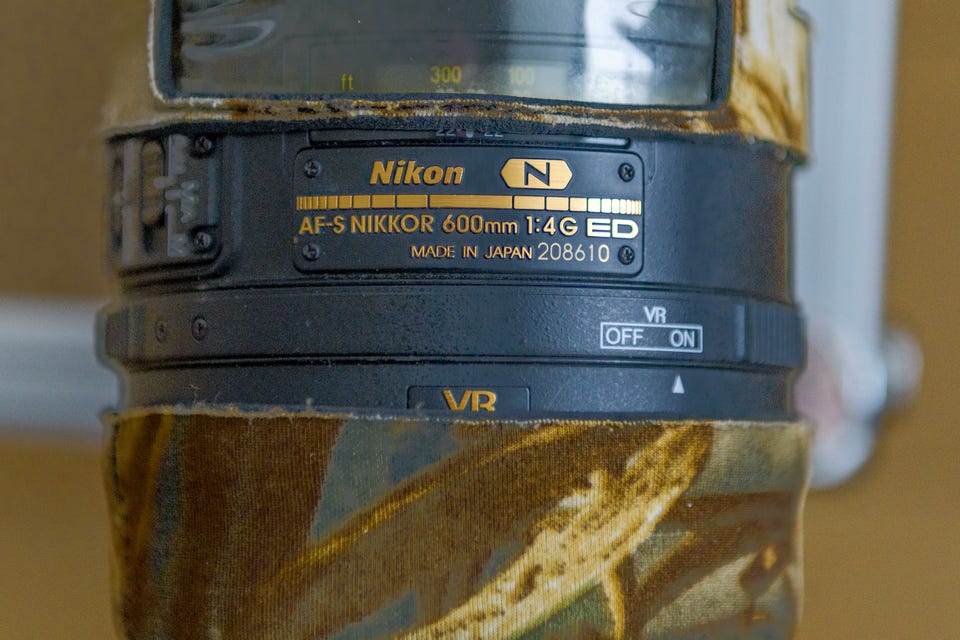 ft 300 100
Nikon N
AF-S NIKKOR 600mm 1:4G ED
MADE IN JAPAN 208610
VR
OFF ON
VR